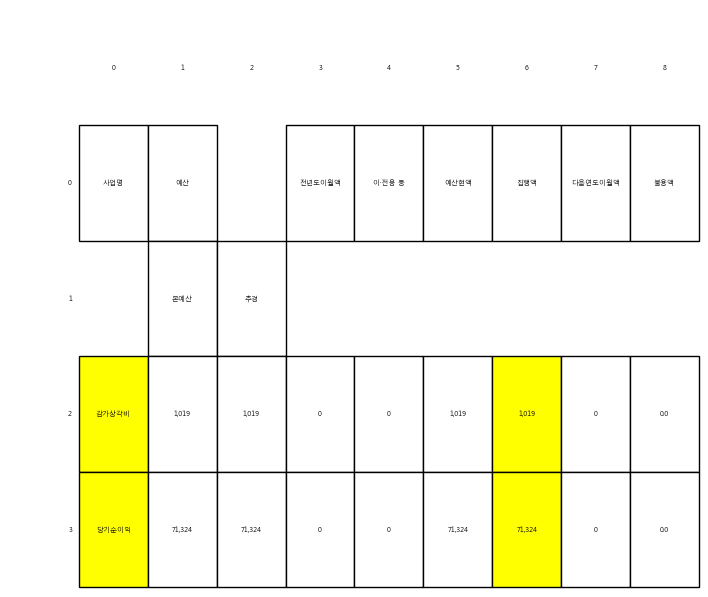 0 1 2 3 4 5 6 7 8
0 사업명 예산 전년도이월액 이·전용 등 예산현액 집행액 다음연도이월액 불용액
1 본예산 추경
2 감가상각비 1,019 1,019 0 0 1,019 1,019 0 0.0
3 당기순이익 71,324 71,324 0 0 71,324 71,324 0 0.0